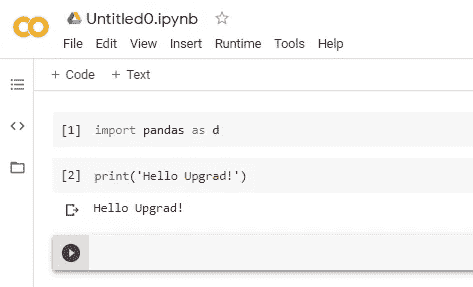 Untitled0.ipynb
File Edit View Insert Runtime Tools Help
+ Code + Text
[1] import pandas as d
[2] print('Hello Upgrad!')
Hello Upgrad!